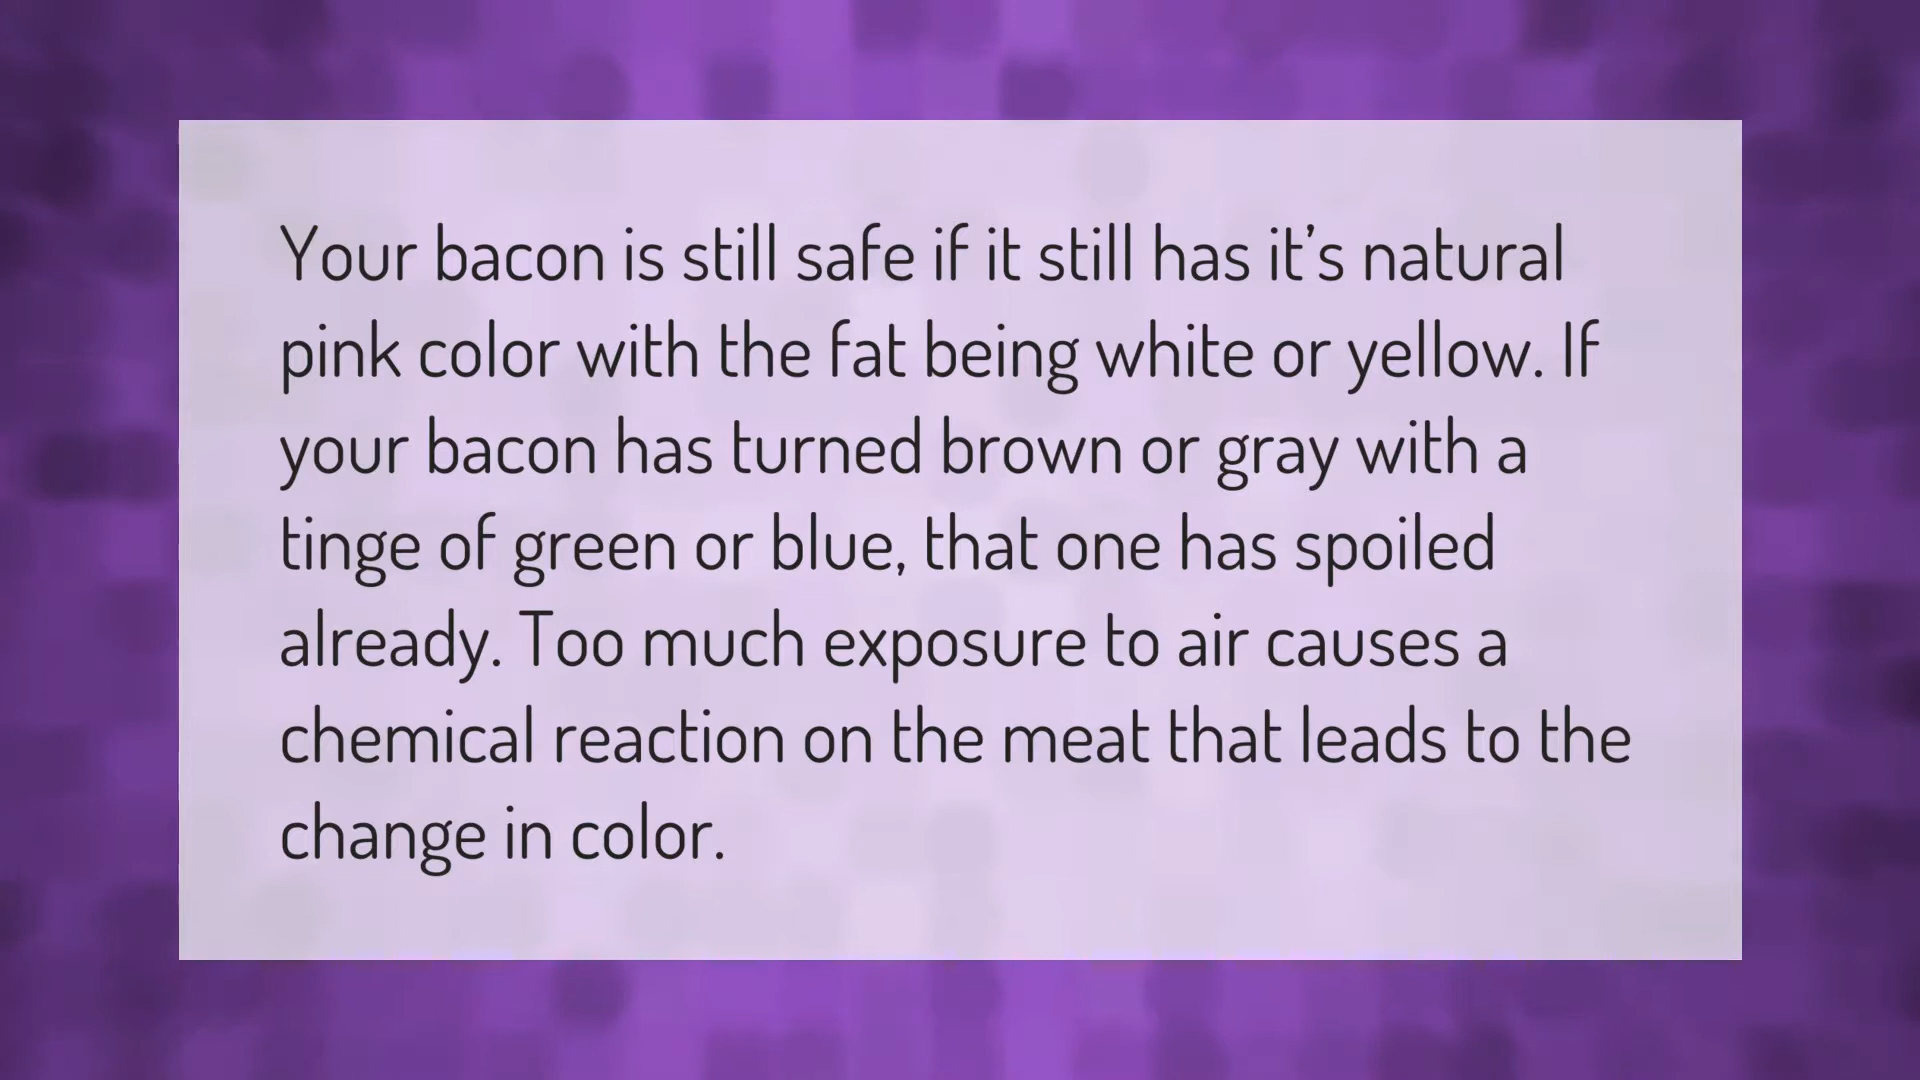 Your bacon is still safe if it still has it’s natural
pink color with the fat being white or yellow. If
your bacon has turned brown or gray with a
tinge of green or blue, that one has spoiled
already. Too much exposure to air causes a
chemical reaction on the meat that leads to the
change in color.